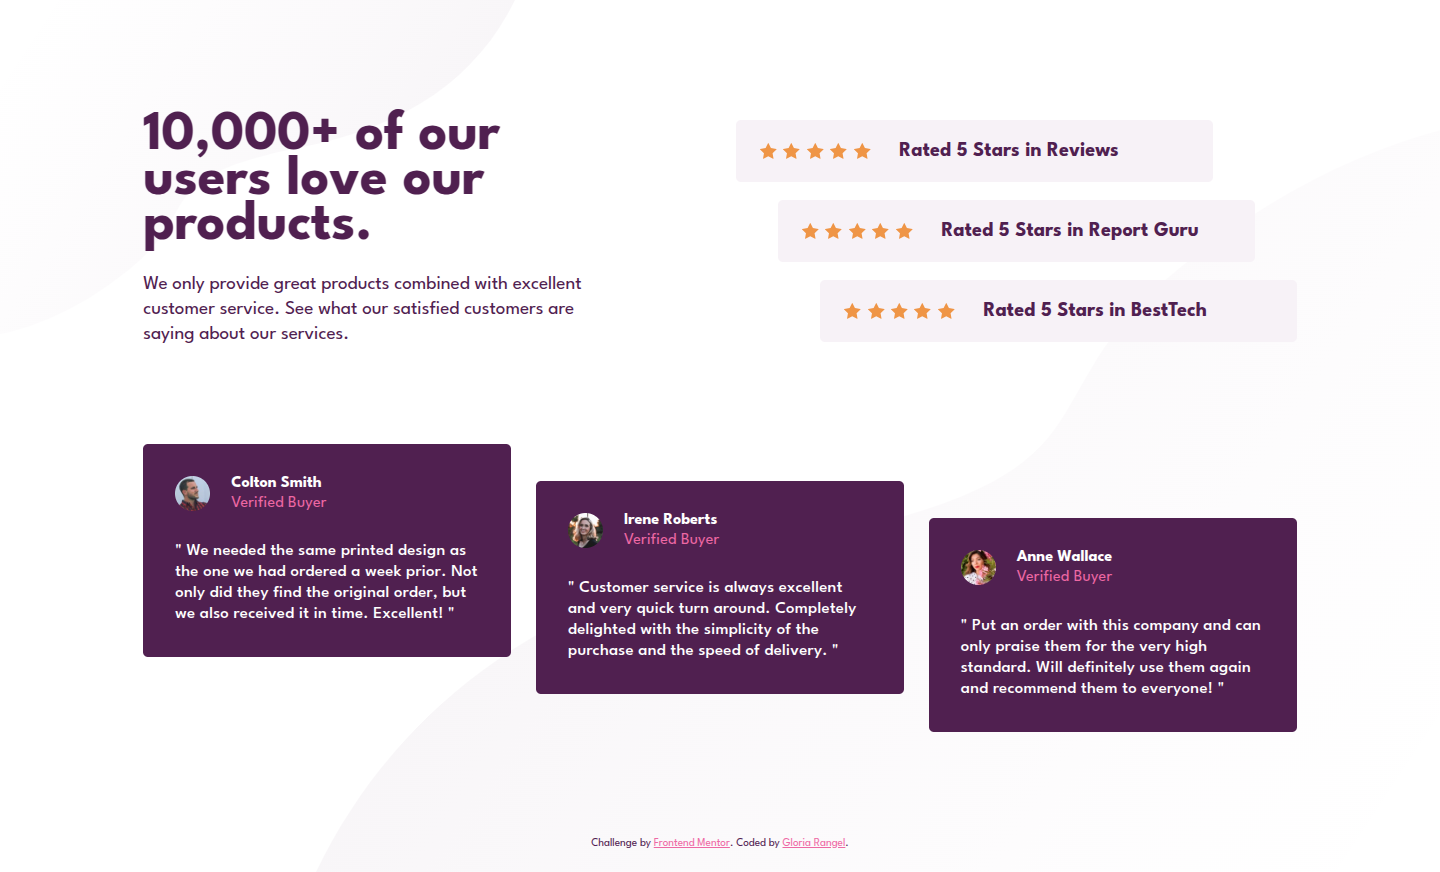 10,000+ of our
users love our
products.
We only provide great products combined with excellent
customer service. See what our satisfied customers are
saying about our services.
Rated 5 Stars in Reviews
Rated 5 Stars in Report Guru
Rated 5 Stars in BestTech
Colton Smith
Verified Buyer
" We needed the same printed design as
the one we had ordered a week prior. Not
only did they find the original order, but
we also received it in time. Excellent! "
Irene Roberts
Verified Buyer
" Customer service is always excellent
and very quick turn around. Completely
delighted with the simplicity of the
purchase and the speed of delivery. "
Anne Wallace
Verified Buyer
" Put an order with this company and can
only praise them for the very high
standard. Will definitely use them again
and recommend them to everyone! "
Challenge by Frontend Mentor. Coded by Gloria Rangel.